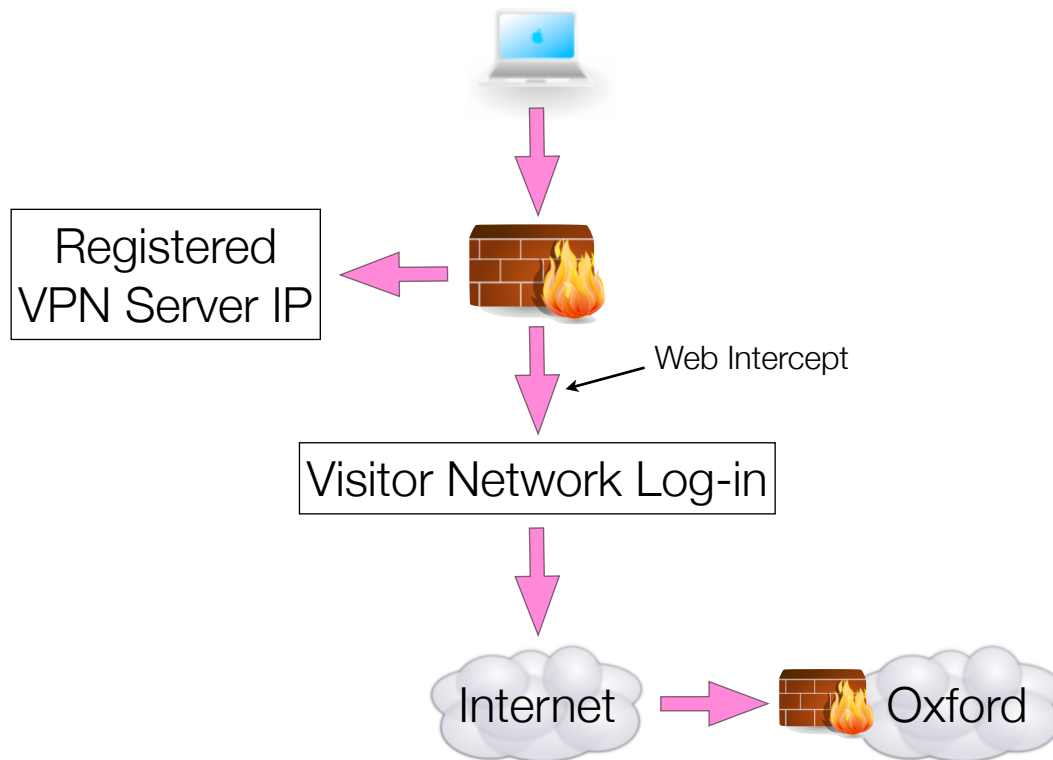 Registered
VPN Server IP
Web Intercept
Visitor Network Log-in
Internet
Oxford